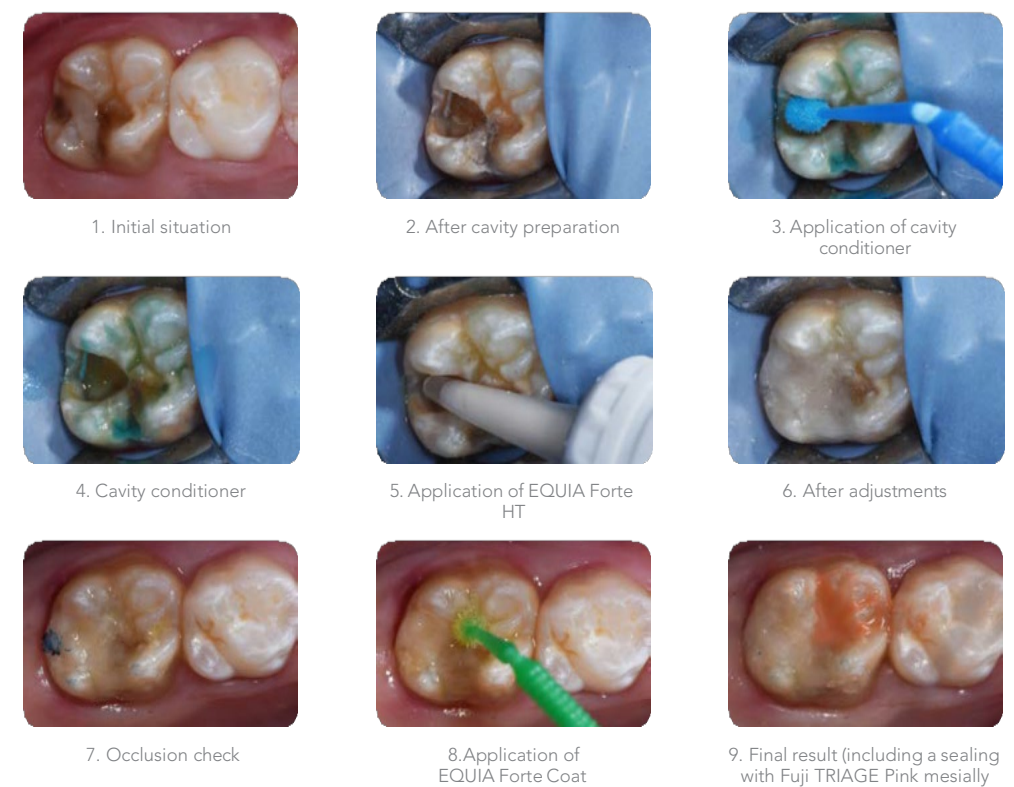 1. Initial situation
2. After cavity preparation
3. Application of cavity
conditioner
4. Cavity conditioner
5. Application of EQUIA Forte
HT
6. After adjustments
7. Occlusion check
8.Application of
EQUIA Forte Coat
9. Final result (including a sealing
with Fuji TRIAGE Pink mesially